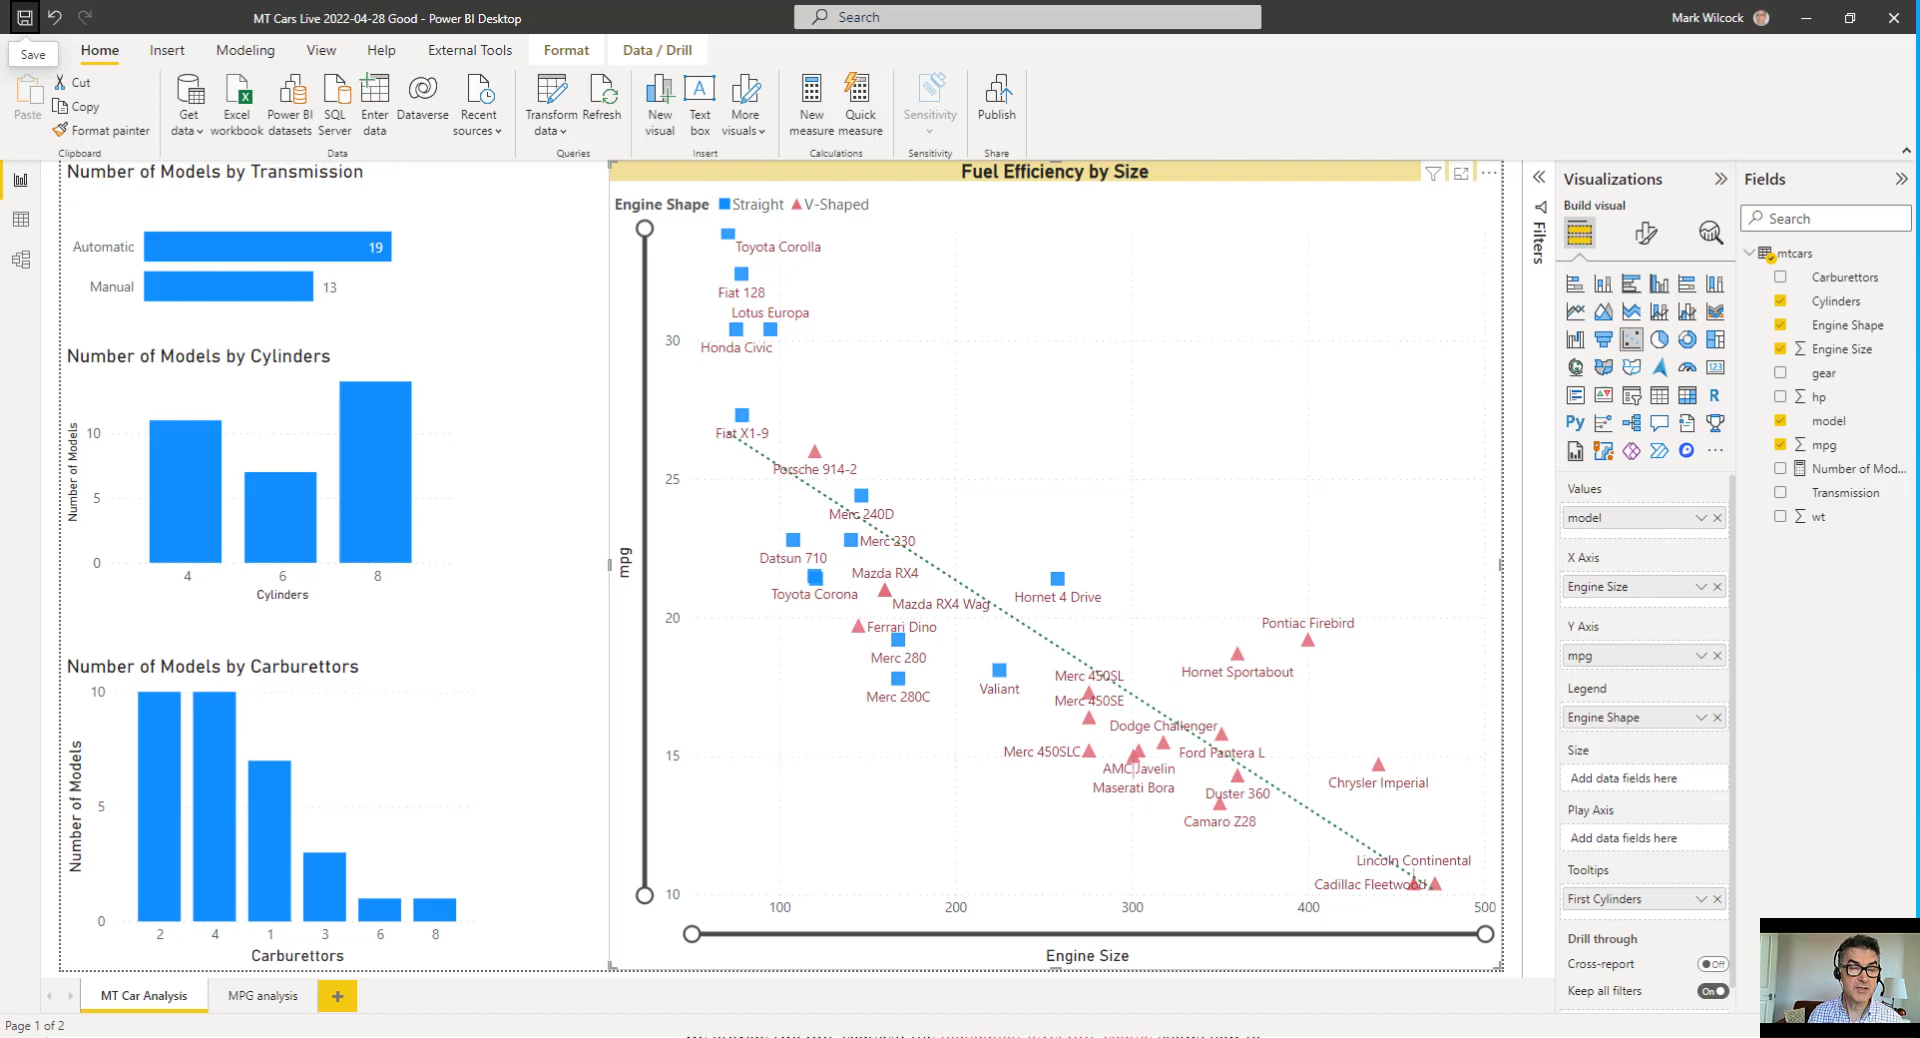 MT Cars Live 2022-04-28 Good - Power BI Desktop
Search
Mark Wilcock
Save
Home
Insert
Modeling
View
Help
External Tools
Format
Data / Drill
Paste
Cut
Copy
Format painter
Clipboard
Get data
Excel workbook
Power BI datasets
SQL Server
Enter data
Dataverse
Recent sources
Data
Transform data
Refresh
Queries
New visual
Text box
More visuals
Insert
New measure
Quick measure
Calculations
Sensitivity
Sensitivity
Publish
Share
Number of Models by Transmission
Automatic
19
Manual
13
Number of Models by Cylinders
Number of Models
10
5
0
4
6
8
Cylinders
Number of Models by Carburettors
Number of Models
10
5
0
2
4
1
3
6
8
Carburettors
Fuel Efficiency by Size
Engine Shape
Straight
V-Shaped
Toyota Corolla
Fiat 128
Lotus Europa
Honda Civic
Fiat X1-9
Porsche 914-2
Merc 240D
Merc 230
Datsun 710
Mazda RX4
Toyota Corona
Mazda RX4 Wag
Hornet 4 Drive
Ferrari Dino
Pontiac Firebird
Merc 280
Hornet Sportabout
Merc 450SL
Valiant
Merc 280C
Merc 450SE
Dodge Challenger
Merc 450SLC
Ford Pantera L
AMC Javelin
Maserati Bora
Chrysler Imperial
Duster 360
Camaro Z28
Lincoln Continental
Cadillac Fleetwood
mpg
30
25
20
15
10
100
200
300
400
500
Engine Size
Filters
Visualizations
Build visual
123
R
Py
Values
model
X Axis
Engine Size
Y Axis
mpg
Legend
Engine Shape
Size
Add data fields here
Play Axis
Add data fields here
Tooltips
First Cylinders
Drill through
Cross-report
Off
Keep all filters
On
Fields
Search
mtcars
Carburettors
Cylinders
Engine Shape
Engine Size
gear
hp
model
mpg
Number of Mod...
Transmission
wt
MT Car Analysis
MPG analysis
Page 1 of 2